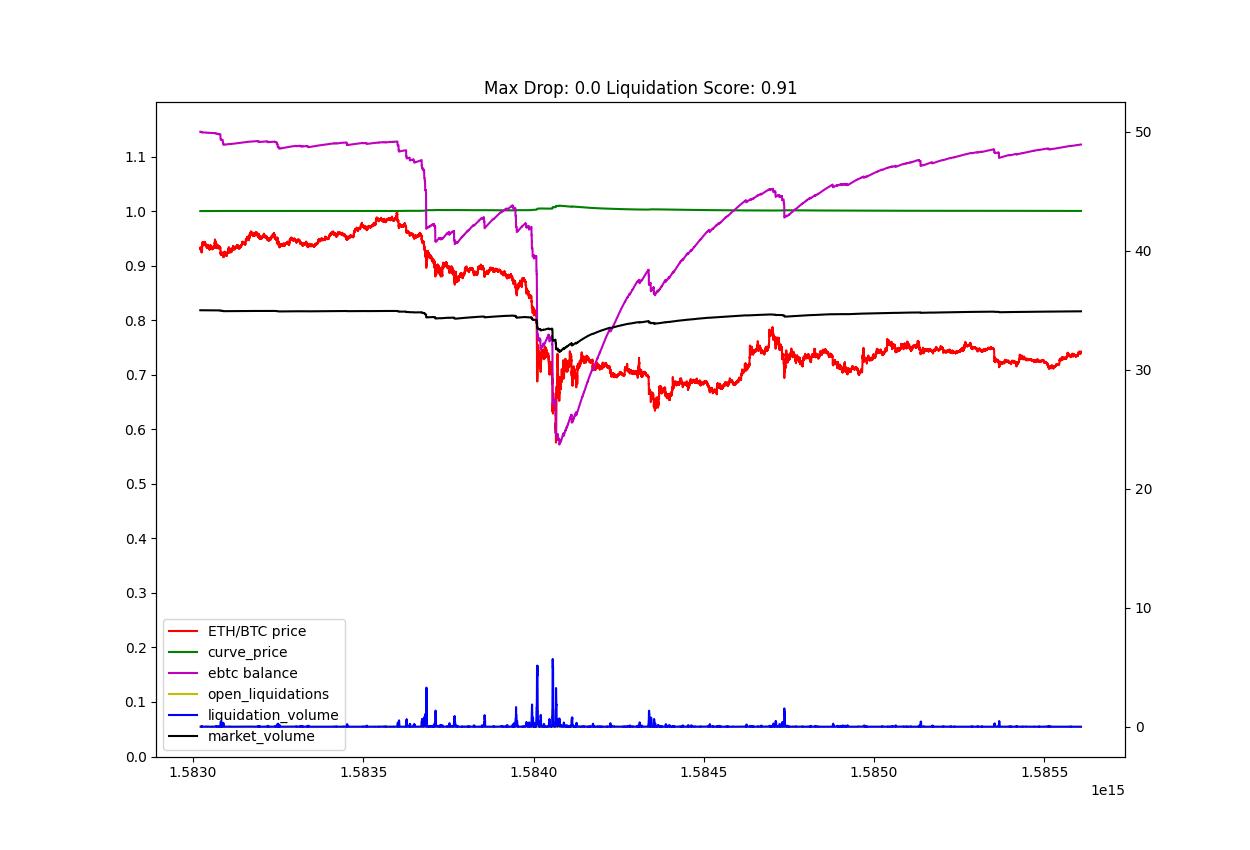 Max Drop: 0.0 Liquidation Score: 0.91
1.1
1.0
0.9
0.8
0.7
0.6
0.5
0.4
0.3
0.2
0.1
0.0
50
40
30
20
10
0
ETH/BTC price
curve_price
ebtc balance
open_liquidations
liquidation_volume
market_volume
1.5830 1.5835 1.5840 1.5845 1.5850 1.5855
1e15